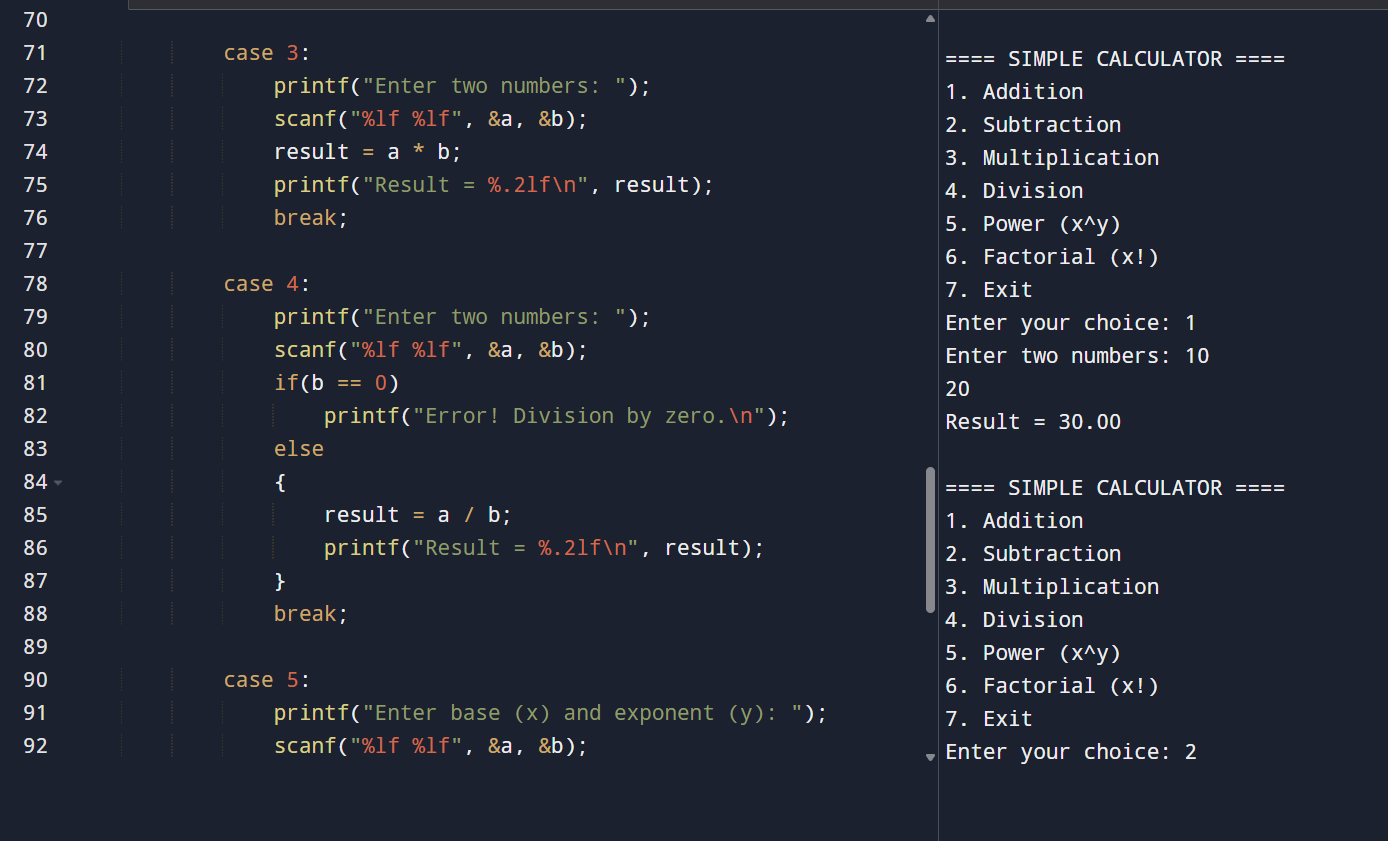 70
71 case 3:
72 printf("Enter two numbers: ");
73 scanf("%lf %lf", &a, &b);
74 result = a * b;
75 printf("Result = %.2lf\n", result);
76 break;
77
78 case 4:
79 printf("Enter two numbers: ");
80 scanf("%lf %lf", &a, &b);
81 if(b == 0)
82 printf("Error! Division by zero.\n");
83 else
84 {
85 result = a / b;
86 printf("Result = %.2lf\n", result);
87 }
88 break;
89
90 case 5:
91 printf("Enter base (x) and exponent (y): ");
92 scanf("%lf %lf", &a, &b);
==== SIMPLE CALCULATOR ====
1. Addition
2. Subtraction
3. Multiplication
4. Division
5. Power (x^y)
6. Factorial (x!)
7. Exit
Enter your choice: 1
Enter two numbers: 10
20
Result = 30.00
==== SIMPLE CALCULATOR ====
1. Addition
2. Subtraction
3. Multiplication
4. Division
5. Power (x^y)
6. Factorial (x!)
7. Exit
Enter your choice: 2